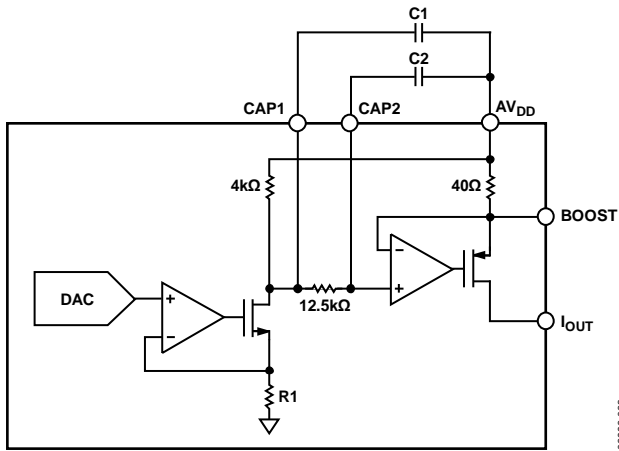 C1
C2
CAP1
CAP2
AVDD
4kΩ
40Ω
BOOST
DAC
+
−
12.5kΩ
−
+
IOUT
R1